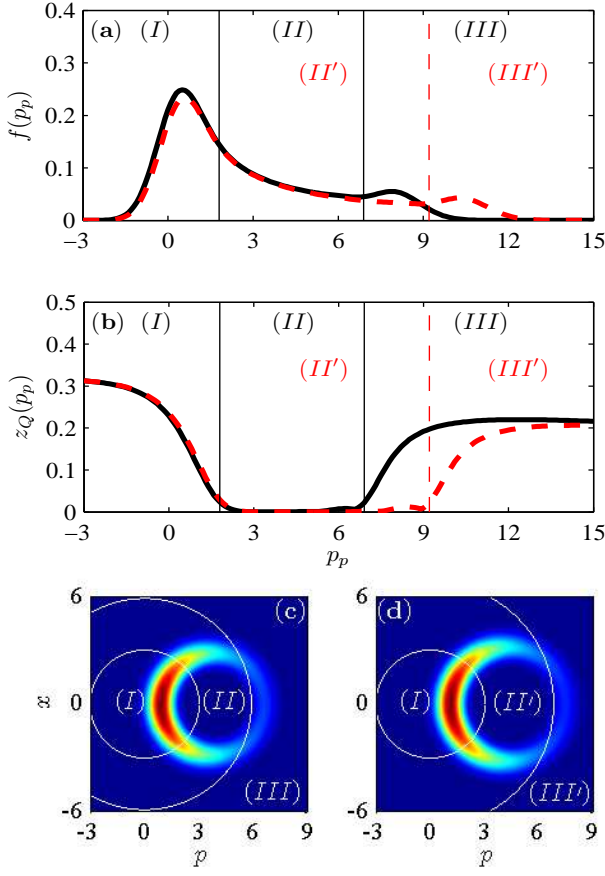 0.4
(a) (I) (II) (III)
0.3
(II′) (III′)
f(p_p)
0.2
0.1
0
-3 0 3 6 9 12 15
0.5
(b) (I) (II) (III)
0.4
(II′) (III′)
z_Q(p_p)
0.3
0.2
0.1
0
-3 0 3 6 9 12 15
p_p
6 (c)
x
0 (I) (II)
(III)
-6
-3 0 3 6 9
p
6 (d)
0 (I) (II′)
(III′)
-6
-3 0 3 6 9
p